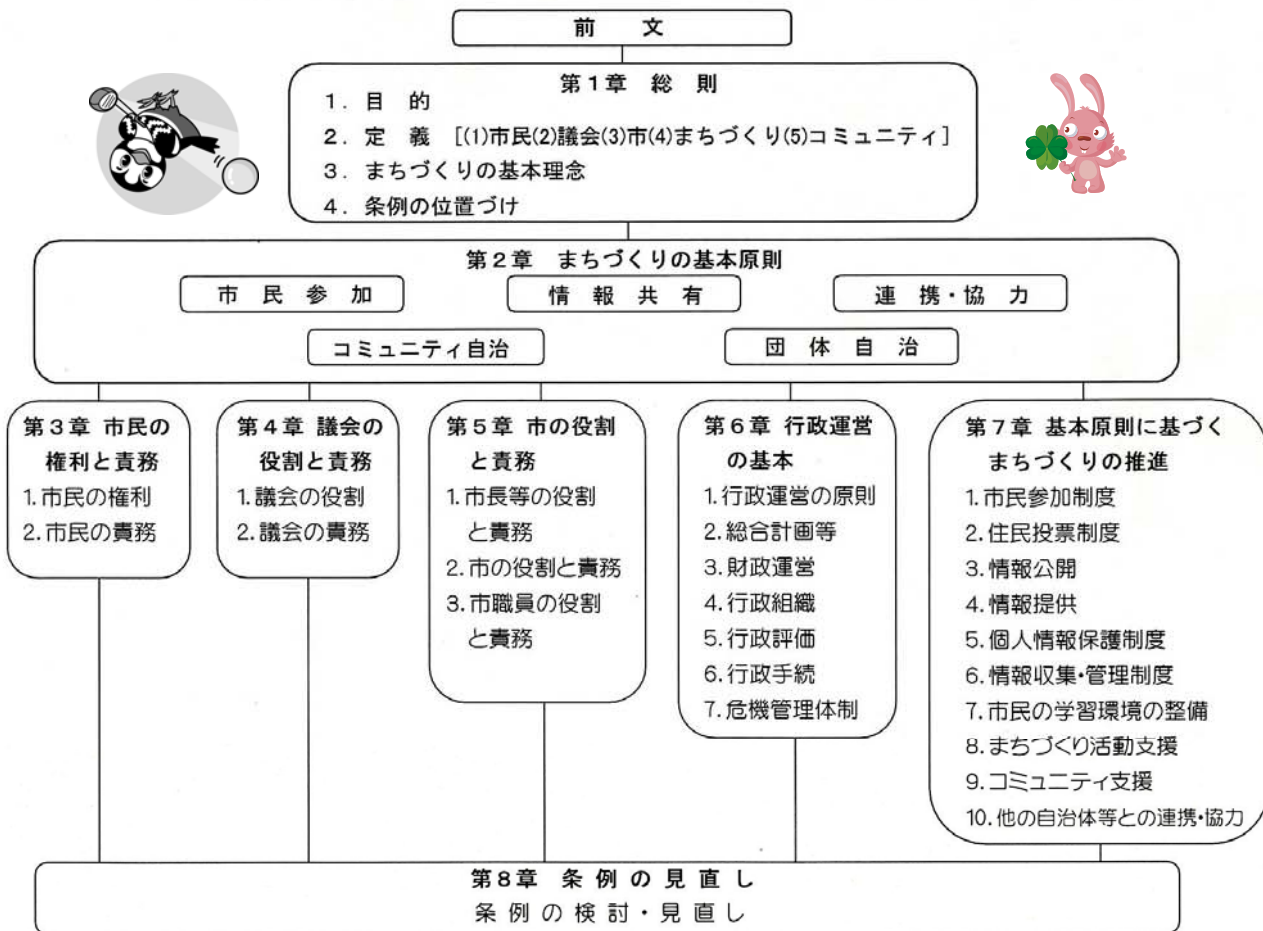 前 文
第1章 総 則
1. 目 的
2. 定 義 [(1)市民(2)議会(3)市(4)まちづくり(5)コミュニティ]
3. まちづくりの基本理念
4. 条例の位置づけ
第2章 まちづくりの基本原則
市 民 参 加
情 報 共 有
連 携・協 力
コミュニティ自治
団 体 自 治
第3章 市民の
権利と責務
1.市民の権利
2.市民の責務
第4章 議会の
役割と責務
1.議会の役割
2.議会の責務
第5章 市の役割
と責務
1.市長等の役割
と責務
2.市の役割と責務
3.市職員の役割
と責務
第6章 行政運営
の基本
1.行政運営の原則
2.総合計画等
3.財政運営
4.行政組織
5.行政評価
6.行政手続
7.危機管理体制
第7章 基本原則に基づく
まちづくりの推進
1.市民参加制度
2.住民投票制度
3.情報公開
4.情報提供
5.個人情報保護制度
6.情報収集・管理制度
7.市民の学習環境の整備
8.まちづくり活動支援
9.コミュニティ支援
10.他の自治体等との連携・協力
第8章 条例の見直し
条例の検討・見直し